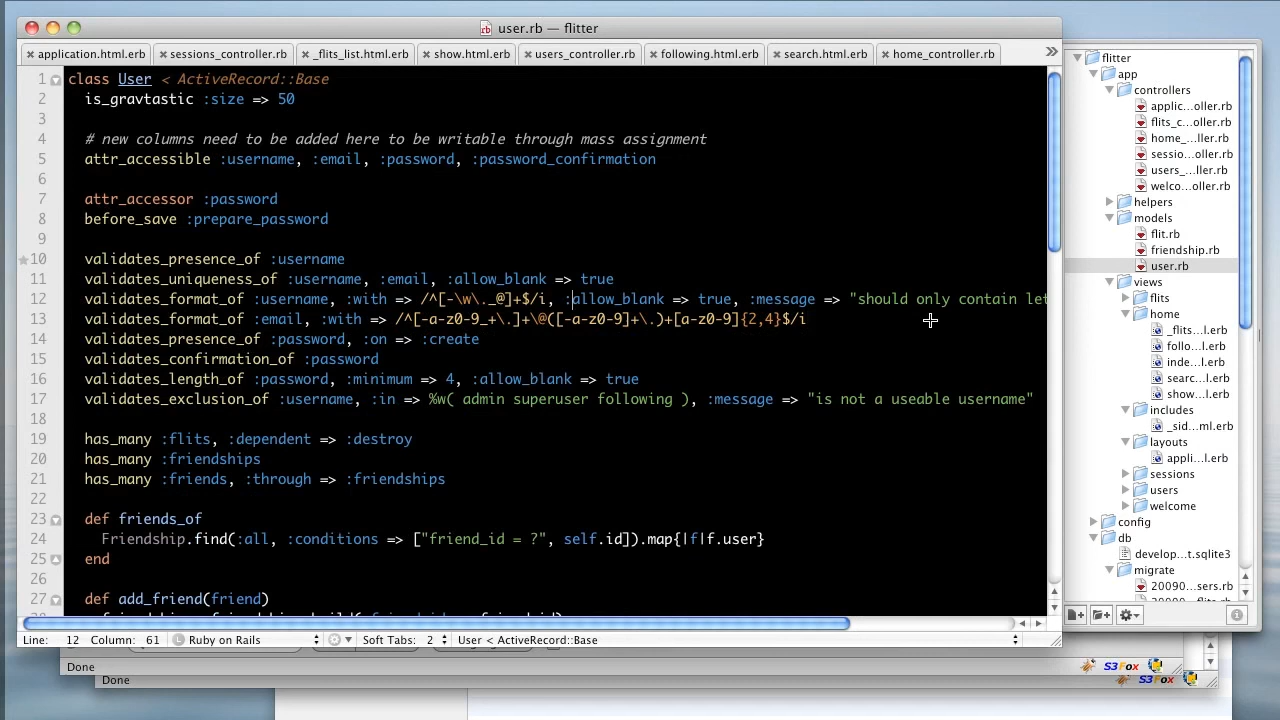 user.rb — flitter
application.html.erb sessions_controller.rb _flits_list.html.erb show.html.erb users_controller.rb following.html.erb search.html.erb home_controller.rb
1 class User < ActiveRecord::Base
2 is_gravtastic :size => 50
3
4 # new columns need to be added here to be writable through mass assignment
5 attr_accessible :username, :email, :password, :password_confirmation
6
7 attr_accessor :password
8 before_save :prepare_password
9
10 validates_presence_of :username
11 validates_uniqueness_of :username, :email, :allow_blank => true
12 validates_format_of :username, :with => /^[-\w\._@]+$/i, :allow_blank => true, :message => "should only contain let
13 validates_format_of :email, :with => /^[-a-z0-9_+\.]+\@([-a-z0-9]+\.)+[a-z0-9]{2,4}$/i
14 validates_presence_of :password, :on => :create
15 validates_confirmation_of :password
16 validates_length_of :password, :minimum => 4, :allow_blank => true
17 validates_exclusion_of :username, :in => %w( admin superuser following ), :message => "is not a useable username"
18
19 has_many :flits, :dependent => :destroy
20 has_many :friendships
21 has_many :friends, :through => :friendships
22
23 def friends_of
24 Friendship.find(:all, :conditions => ["friend_id = ?", self.id]).map{|f|f.user}
25 end
26
27 def add_friend(friend)
Line: 12 Column: 61 Ruby on Rails Soft Tabs: 2 User < ActiveRecord::Base
Done
S3Fox
Done
S3Fox
flitter
app
controllers
applic...oller.rb
flits_c...oller.rb
home_...ller.rb
sessio...oller.rb
users_...ller.rb
welco...oller.rb
helpers
models
flit.rb
friendship.rb
user.rb
views
flits
home
_flits...l.erb
follo...l.erb
inde...l.erb
searc...l.erb
show...l.erb
includes
_sid...ml.erb
layouts
appli...l.erb
sessions
users
welcome
config
db
develop...t.sqlite3
migrate
20090...sers.rb